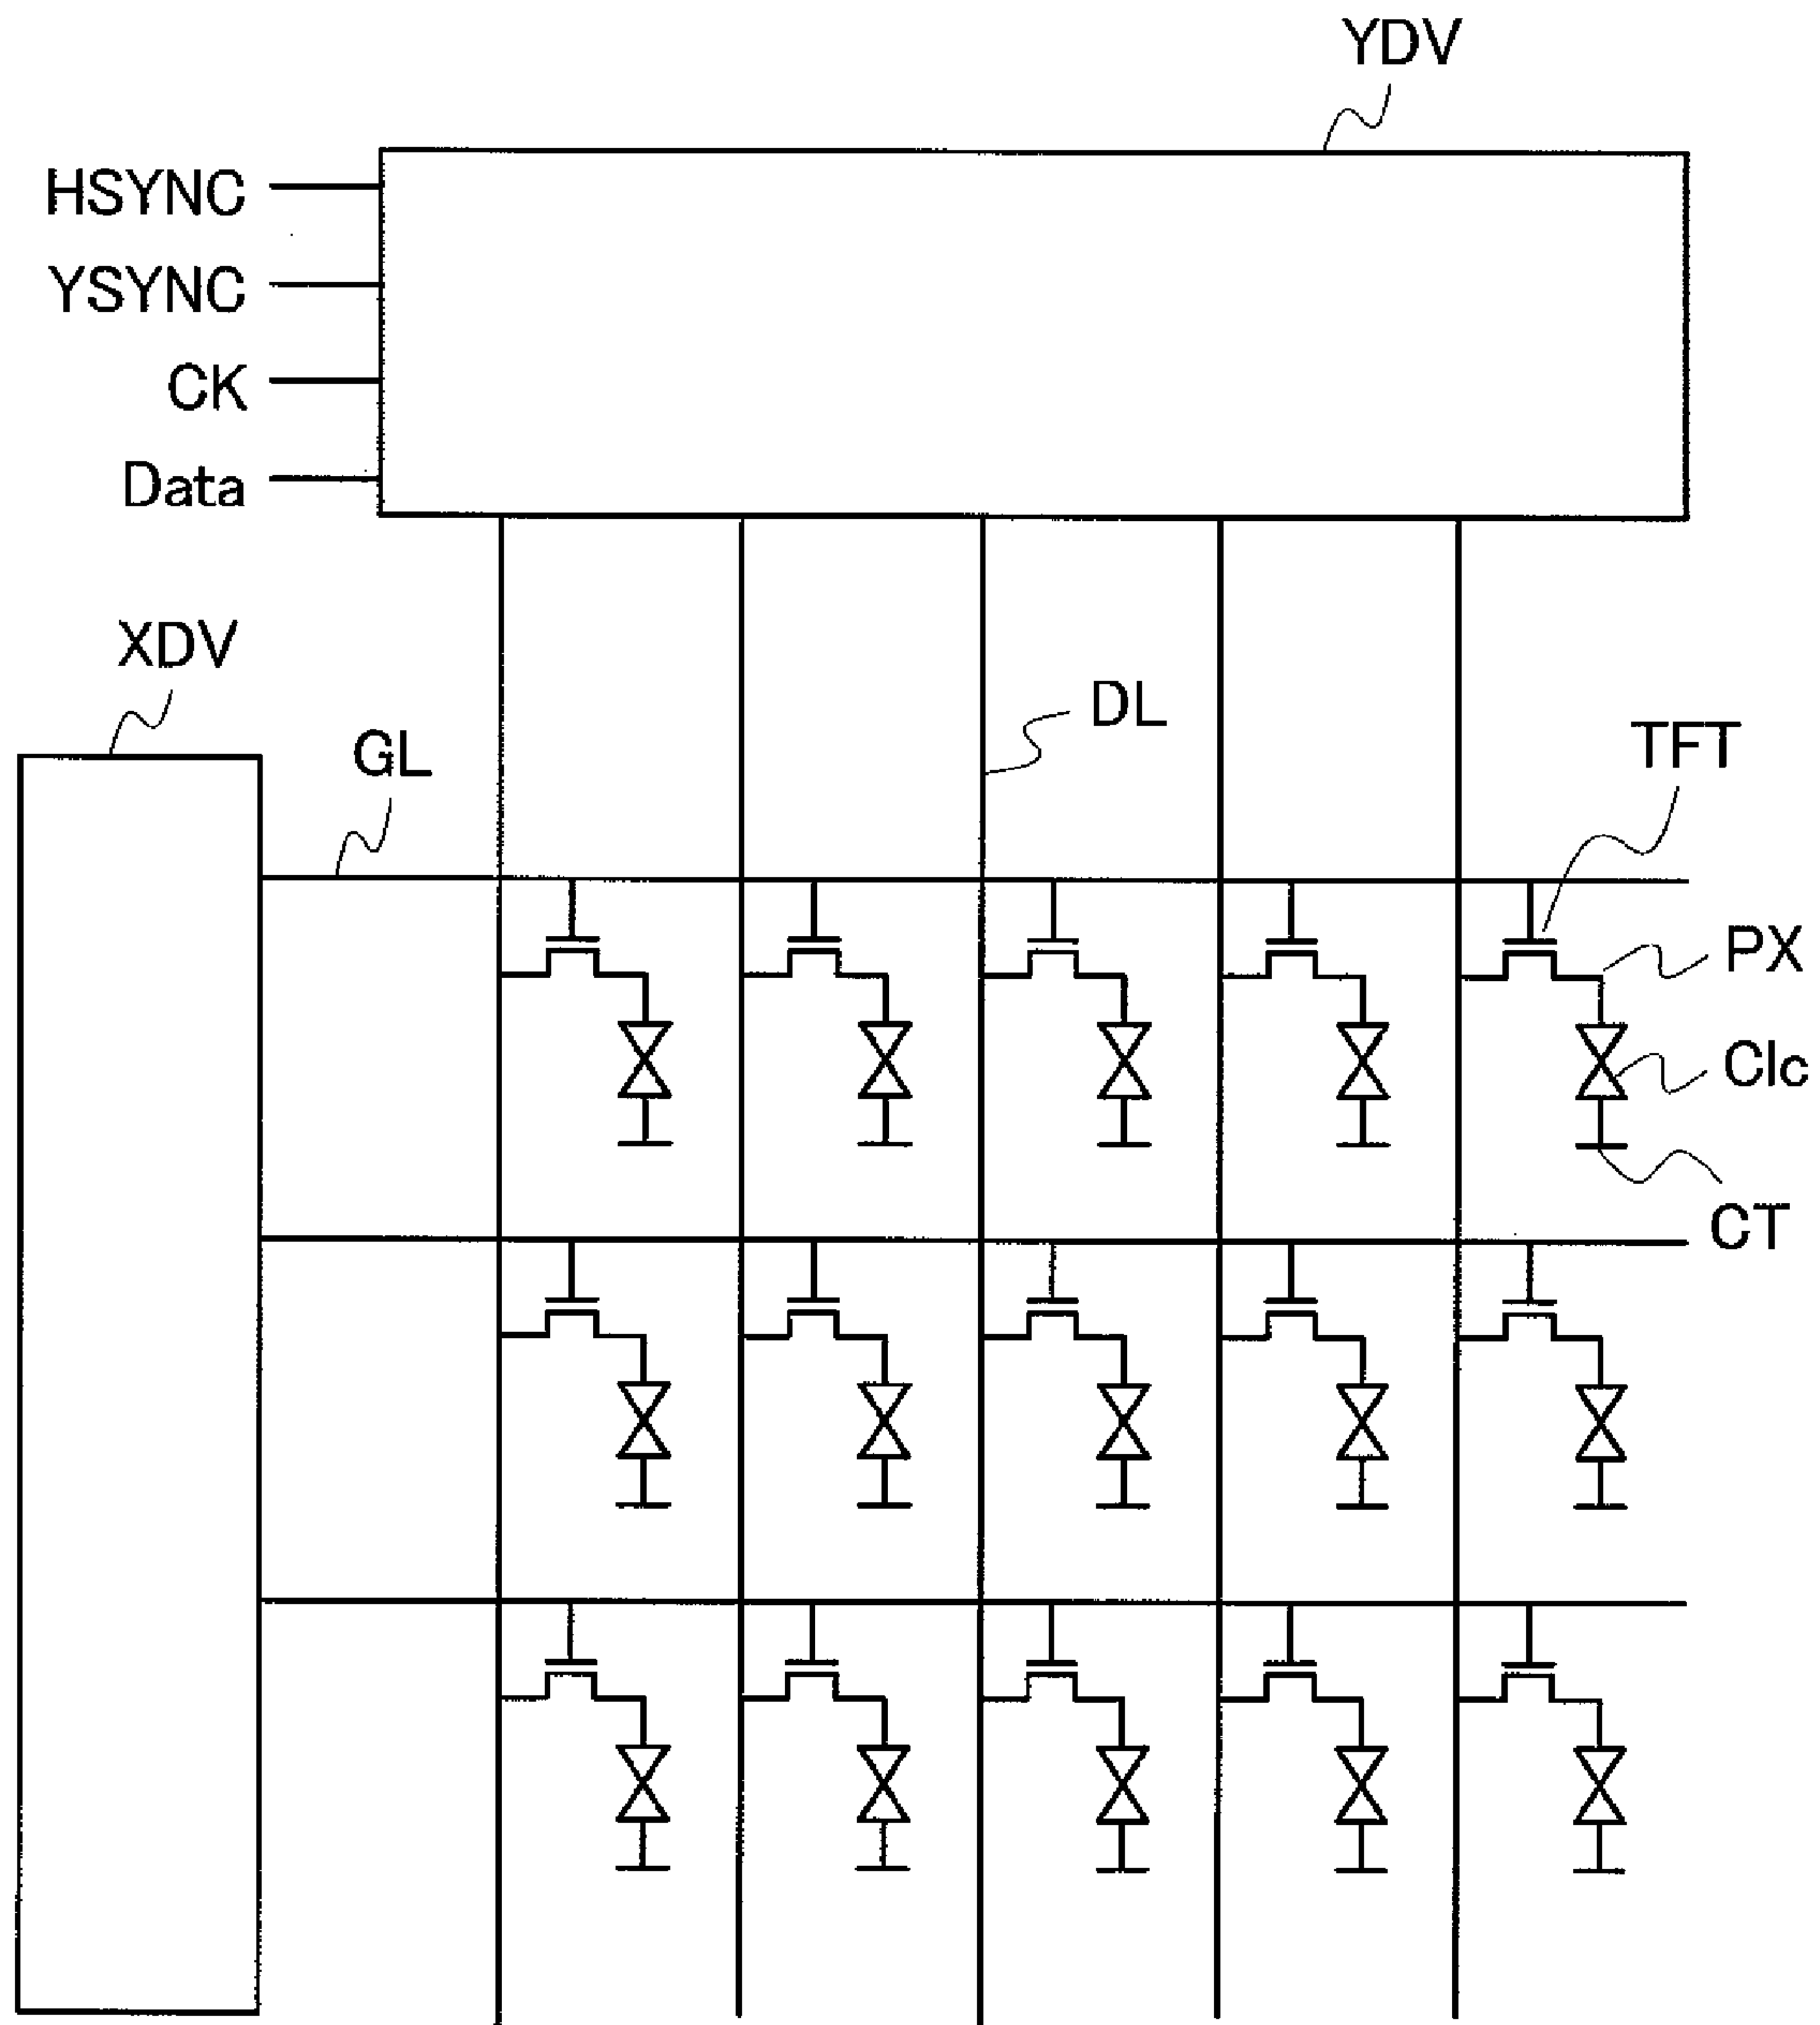 YDV
HSYNC
YSYNC
CK
Data
XDV
DL
GL
TFT
PX
Clc
CT